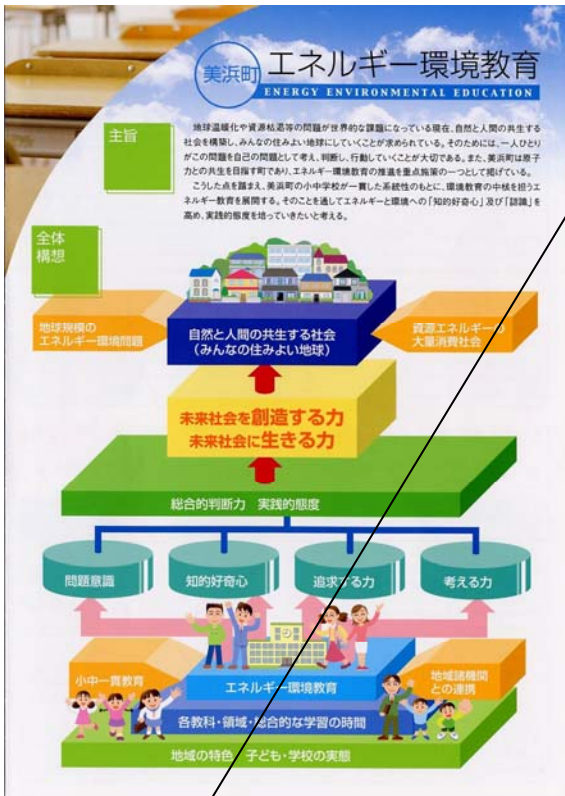 美浜町 エネルギー環境教育
ENERGY ENVIRONMENTAL EDUCATION
主旨
地球温暖化や資源枯渇等の問題が世界的な課題になっている現在、自然と人間の共生する
社会を構築し、みんなの住みよい地球にしていくことが求められている。そのためには、一人ひとり
がこの問題を自己の問題として考え、判断し、行動していくことが大切である。また、美浜町は原子
力との共生を目指す町であり、エネルギー環境教育の推進を重点施策の一つとして掲げている。
こうした点を踏まえ、美浜町の小中学校が一貫した系統性のもとに、環境教育の中核を担うエ
ネルギー教育を展開する。そのことを通してエネルギーと環境への「知的好奇心」及び「認識」を
高め、実践的態度を培っていきたいと考える。
全体
構想
地球規模の
エネルギー環境問題
自然と人間の共生する社会
(みんなの住みよい地球)
資源エネルギーの
大量消費社会
未来社会を創造する力
未来社会に生きる力
総合的判断力 実践的態度
問題意識
知的好奇心
追求する力
考える力
小中一貫教育
エネルギー環境教育
地域諸機関
との連携
各教科・領域・総合的な学習の時間
地域の特色 子ども・学校の実態